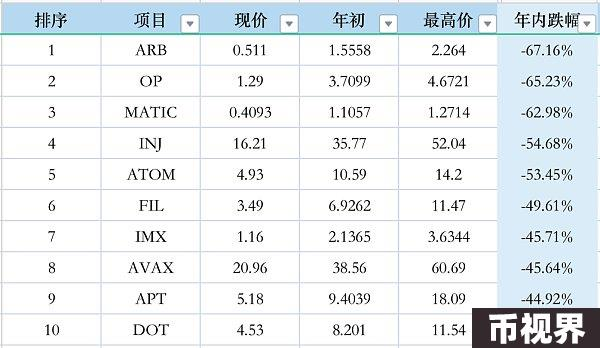 排序 项目 现价 年初 最高价 年内跌幅
1 ARB 0.511 1.5558 2.264 -67.16%
2 OP 1.29 3.7099 4.6721 -65.23%
3 MATIC 0.4093 1.1057 1.2714 -62.98%
4 INJ 16.21 35.77 52.04 -54.68%
5 ATOM 4.93 10.59 14.2 -53.45%
6 FIL 3.49 6.9262 11.47 -49.61%
7 IMX 1.16 2.1365 3.6344 -45.71%
8 AVAX 20.96 38.56 60.69 -45.64%
9 APT 5.18 9.4039 18.09 -44.92%
10 DOT 4.53 8.201 11.54
币视界